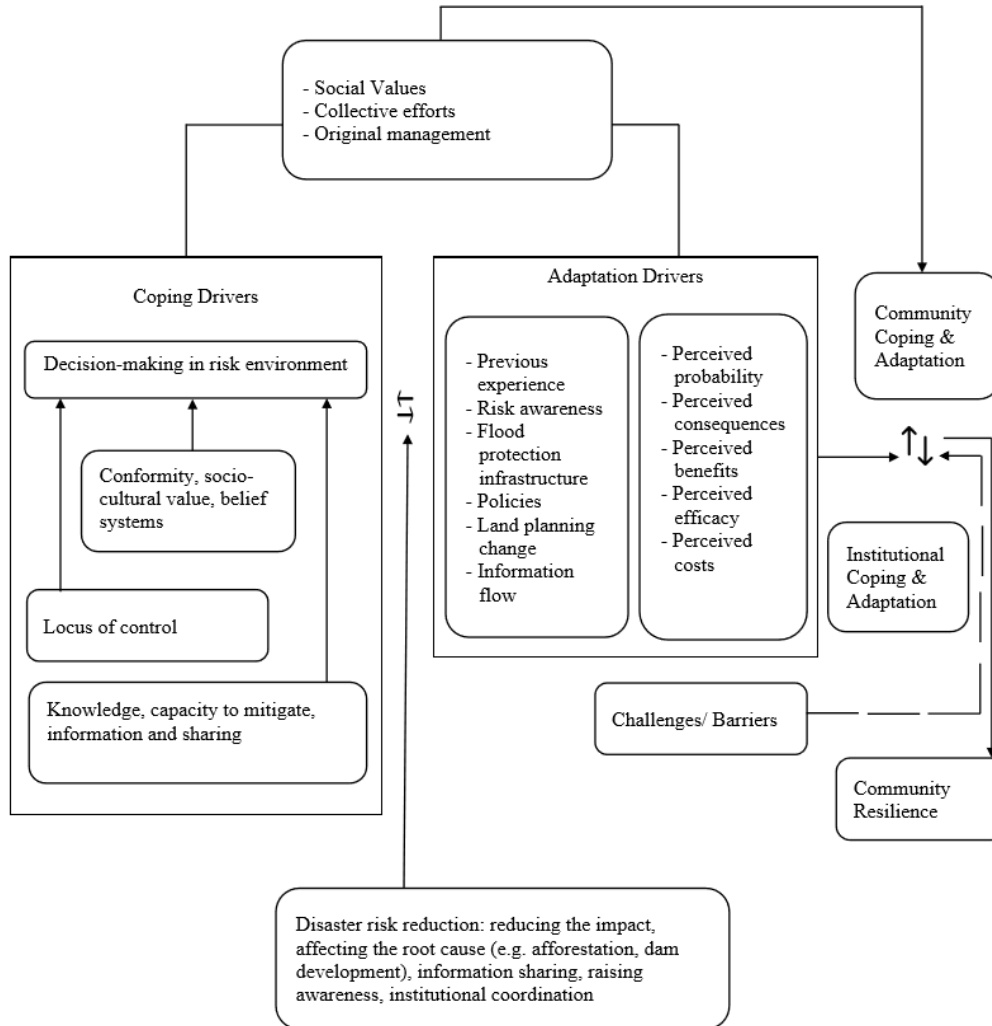 - Social Values
- Collective efforts
- Original management
Coping Drivers
Decision-making in risk environment
Conformity, socio-
cultural value, belief
systems
Locus of control
Knowledge, capacity to mitigate,
information and sharing
Adaptation Drivers
- Previous
experience
- Risk awareness
- Flood
protection
infrastructure
- Policies
- Land planning
change
- Information
flow
- Perceived
probability
- Perceived
consequences
- Perceived
benefits
- Perceived
efficacy
- Perceived
costs
Community
Coping &
Adaptation
Institutional
Coping &
Adaptation
Challenges/ Barriers
Community
Resilience
Disaster risk reduction: reducing the impact,
affecting the root cause (e.g. afforestation, dam
development), information sharing, raising
awareness, institutional coordination